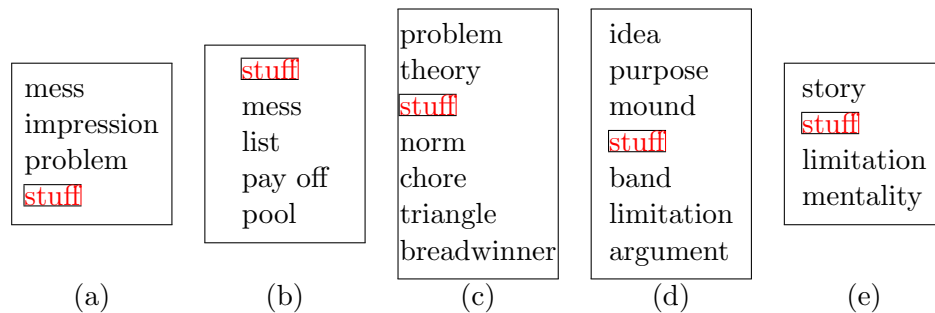 mess
impression
problem
stuff
(a)
stuff
mess
list
pay off
pool
(b)
problem
theory
stuff
norm
chore
triangle
breadwinner
(c)
idea
purpose
mound
stuff
band
limitation
argument
(d)
story
stuff
limitation
mentality
(e)